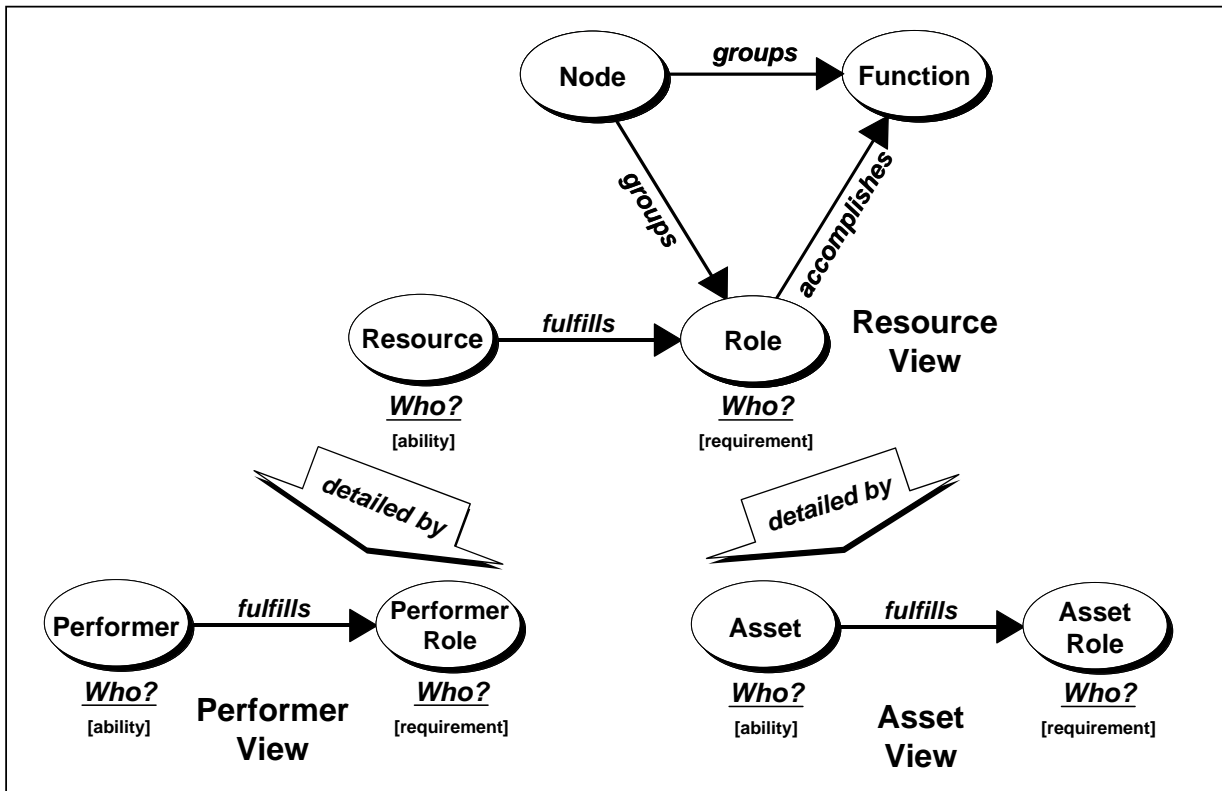 groups
Node
Function
groups
accomplishes
Resource
fulfills
Role
Resource
View
Who?
[ability]
Who?
[requirement]
detailed by
detailed by
Performer
fulfills
Performer
Role
Asset
fulfills
Asset
Role
Who?
[ability]
Performer
View
Who?
[requirement]
Who?
[ability]
Asset
View
Who?
[requirement]